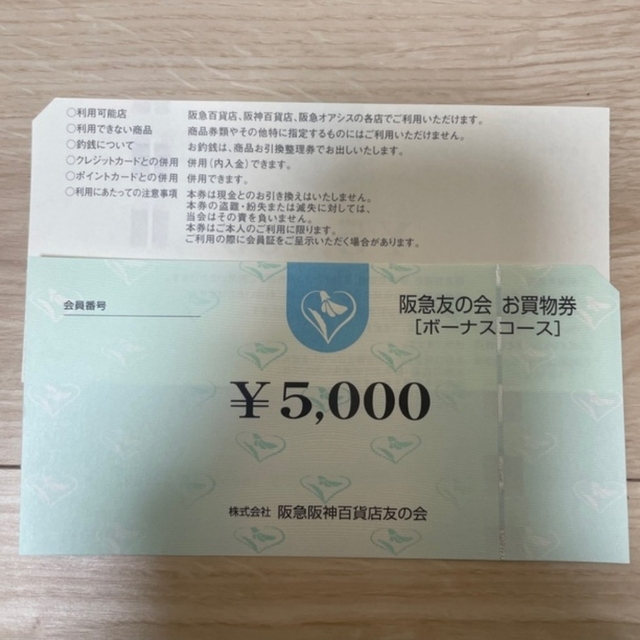 ○利用可能店 阪急百貨店、阪神百貨店、阪急オアシスの各店でご利用いただけます。
○利用できない商品 商品券類やその他特に指定するものにはご利用いただけません。
○釣銭について お釣銭は、商品お引換整理券でお出しいたします。
○クレジットカードとの併用 併用(内入金)できます。
○ポイントカードとの併用 併用できます。
○利用にあたっての注意事項 本券は現金とのお引き換えはいたしません。
本券の盗難・紛失または滅失に対しては、
当会はその責を負いません。
本券はご本人のご利用に限ります。
ご利用の際に会員証をご呈示いただく場合があります。
会員番号
阪急友の会 お買物券
[ボーナスコース]
¥5,000
株式会社 阪急阪神百貨店友の会